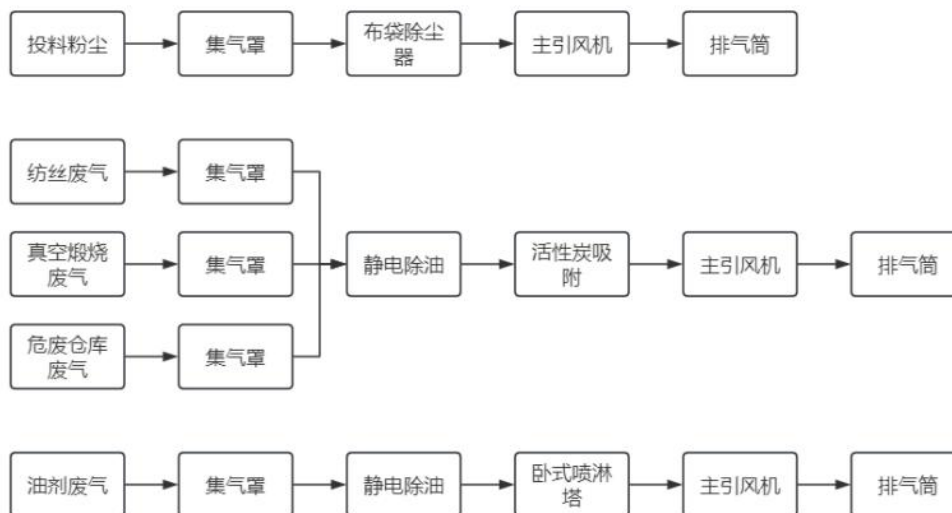 投料粉尘
集气罩
布袋除尘
器
主引风机
排气筒
纺丝废气
集气罩
真空煅烧
废气
集气罩
静电除油
活性炭吸
附
主引风机
排气筒
危废仓库
废气
集气罩
油剂废气
集气罩
静电除油
卧式喷淋
塔
主引风机
排气筒